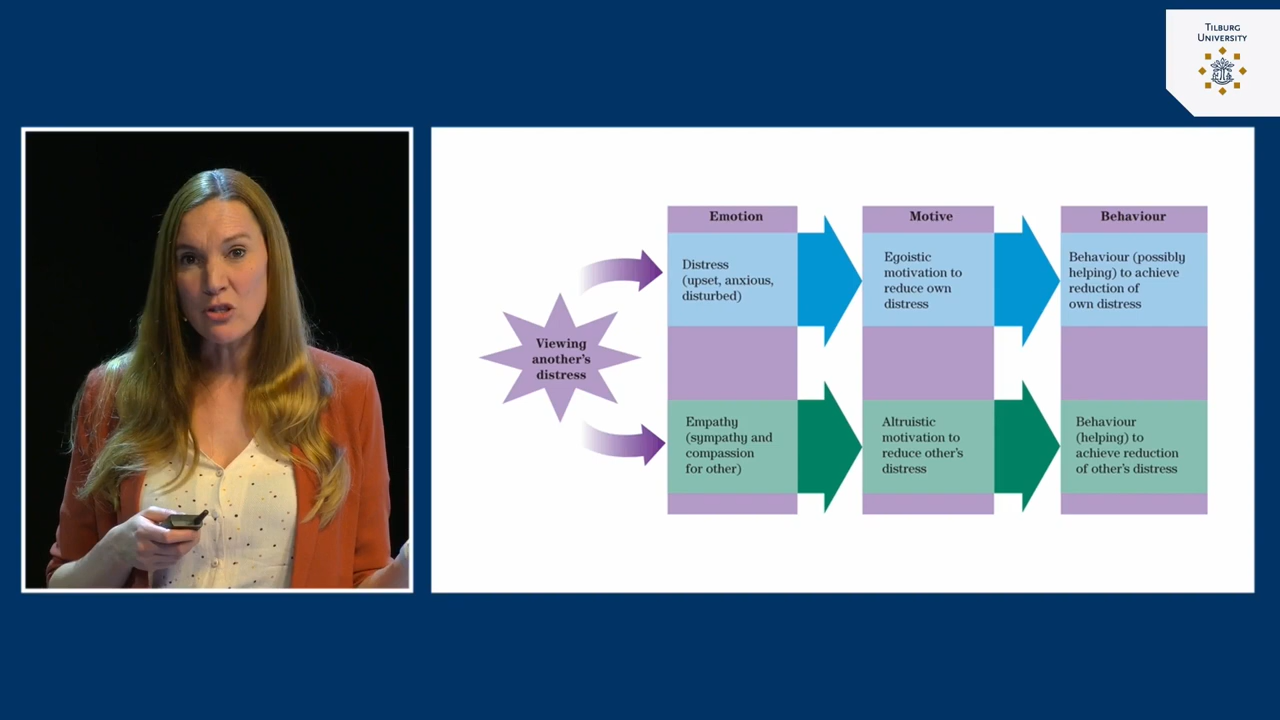 TILBURG
UNIVERSITY
Emotion
Motive
Behaviour
Distress
(upset, anxious,
disturbed)
Egoistic
motivation to
reduce own
distress
Behaviour (possibly
helping) to achieve
reduction of
own distress
Viewing
another's
distress
Empathy
(sympathy and
compassion
for other)
Altruistic
motivation to
reduce other's
distress
Behaviour
(helping) to
achieve reduction
of other's distress